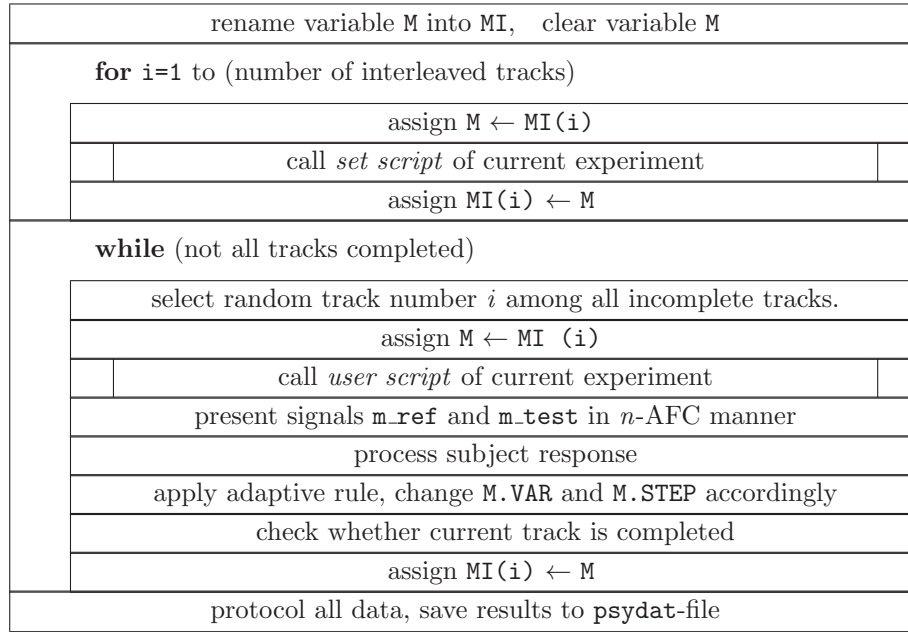 rename variable M into MI, clear variable M
for i=1 to (number of interleaved tracks)
assign M ← MI(i)
call set script of current experiment
assign MI(i) ← M
while (not all tracks completed)
select random track number i among all incomplete tracks.
assign M ← MI (i)
call user script of current experiment
present signals m_ref and m_test in n-AFC manner
process subject response
apply adaptive rule, change M.VAR and M.STEP accordingly
check whether current track is completed
assign MI(i) ← M
protocol all data, save results to psydat-file